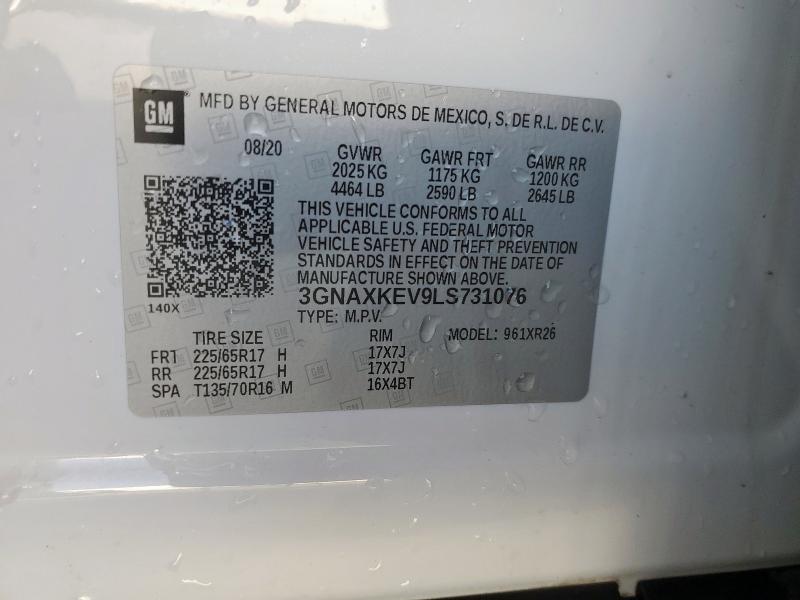 GM MFD BY GENERAL MOTORS DE MEXICO, S. DE R.L. DE C.V.
08/20 GVWR GAWR FRT GAWR RR
2025 KG 1175 KG 1200 KG
4464 LB 2590 LB 2645 LB
THIS VEHICLE CONFORMS TO ALL
APPLICABLE U.S. FEDERAL MOTOR
VEHICLE SAFETY AND THEFT PREVENTION
STANDARDS IN EFFECT ON THE DATE OF
MANUFACTURE SHOWN ABOVE.
140X 3GNAXKEV9LS731076
TYPE: M.P.V.
TIRE SIZE RIM MODEL: 961XR26
FRT 225/65R17 H 17X7J
RR 225/65R17 H 17X7J
SPA T135/70R16 M 16X4BT